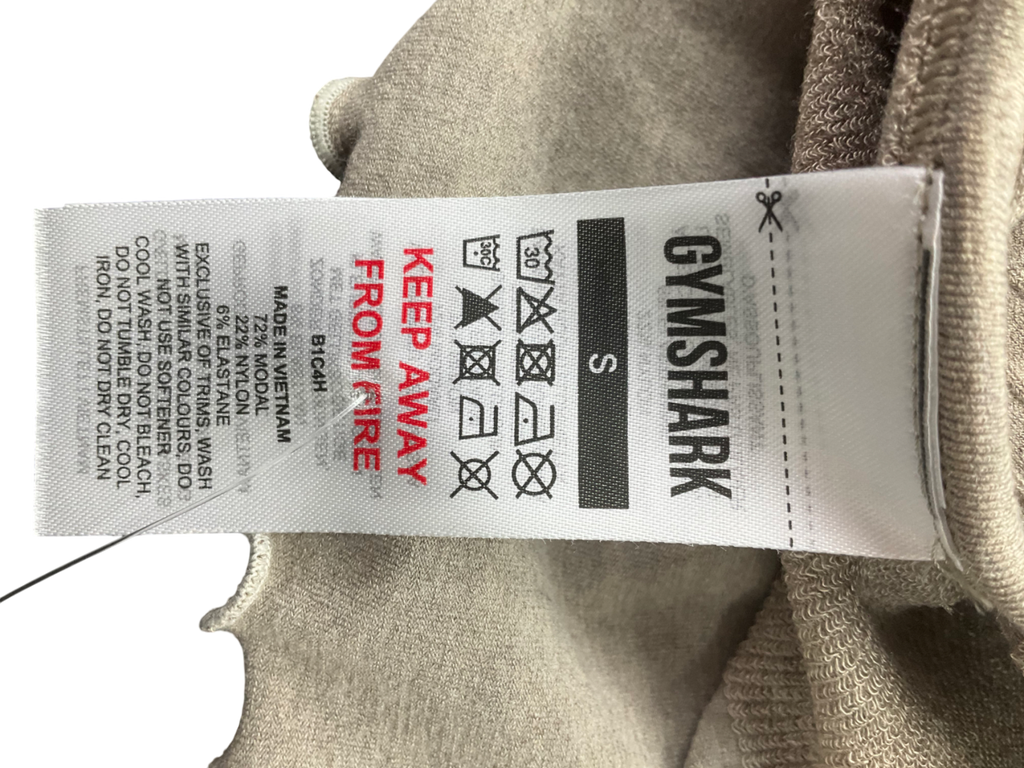 GYMSHARK
S
30
30C
KEEP AWAY
FROM FIRE
B1C4H
MADE IN VIETNAM
72% MODAL
22% NYLON
6% ELASTANE
EXCLUSIVE OF TRIMS. WASH
WITH SIMILAR COLOURS. DO
NOT USE SOFTENER
COOL WASH, DO NOT BLEACH,
DO NOT TUMBLE DRY. COOL
IRON, DO NOT DRY CLEAN